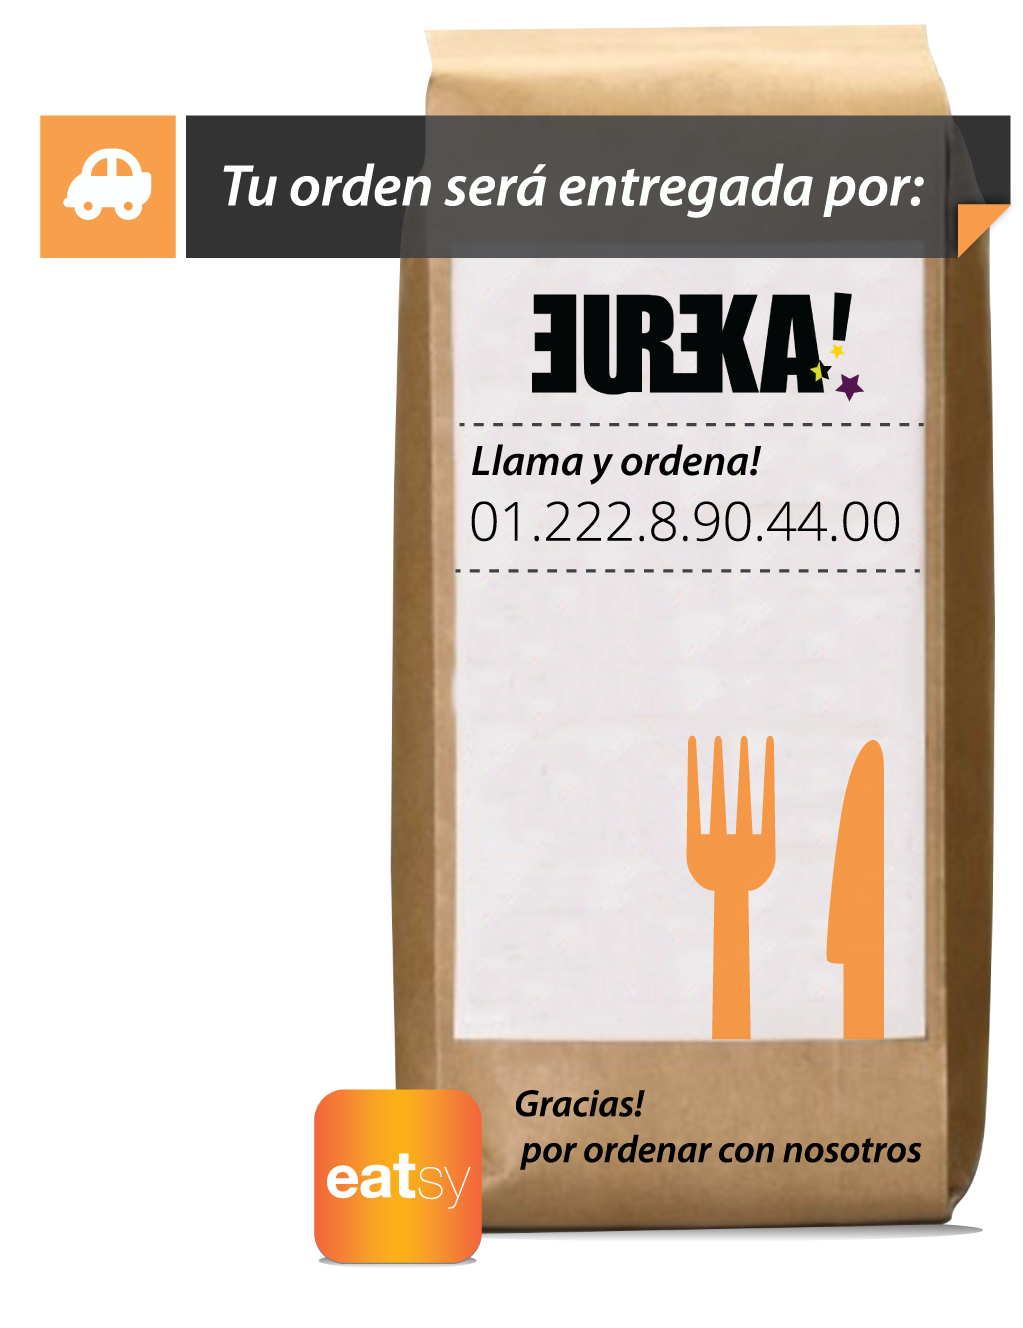 Tu orden será entregada por:
EUREKA!
Llama y ordena!
01.222.8.90.44.00
Gracias!
por ordenar con nosotros
eatsy